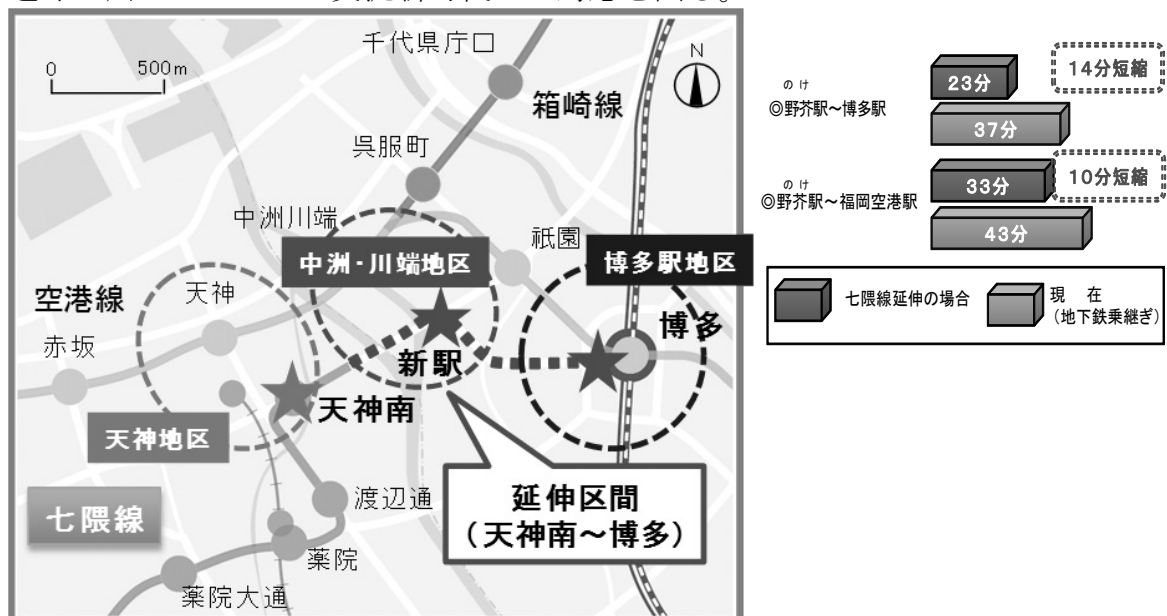 千代県庁口
0 500m
N
箱崎線
呉服町
中洲川端
祇園
中洲・川端地区
博多駅地区
空港線
天神
博多
赤坂
新駅
天神南
天神地区
延伸区間
(天神南~博多)
七隈線
渡辺通
薬院
薬院大通
23分
14分短縮
のけ
◎野芥駅~博多駅
37分
33分
10分短縮
のけ
◎野芥駅~福岡空港駅
43分
七隈線延伸の場合
現 在
(地下鉄乗継ぎ)